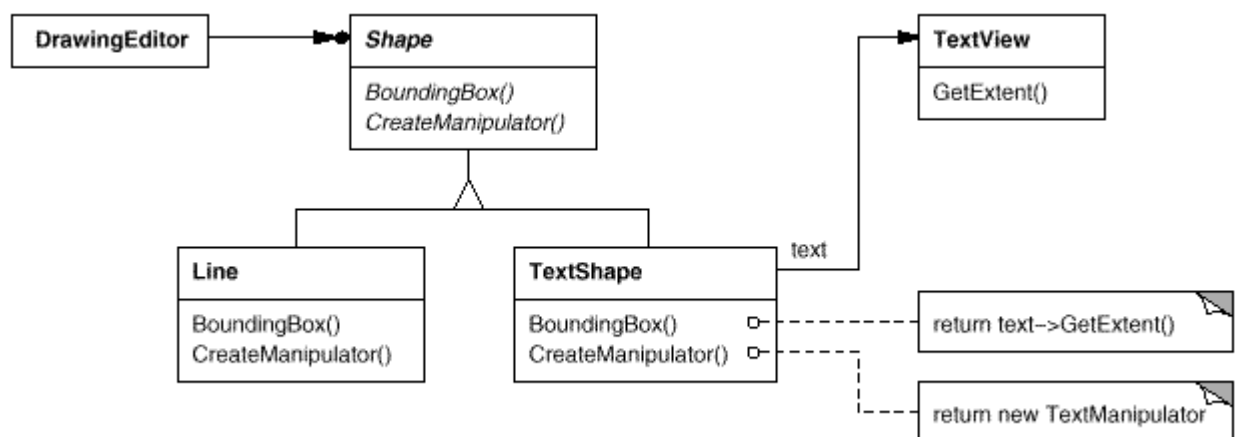 DrawingEditor
Shape
BoundingBox()
CreateManipulator()
TextView
GetExtent()
Line
BoundingBox()
CreateManipulator()
TextShape
BoundingBox()
CreateManipulator()
text
return text->GetExtent()
return new TextManipulator